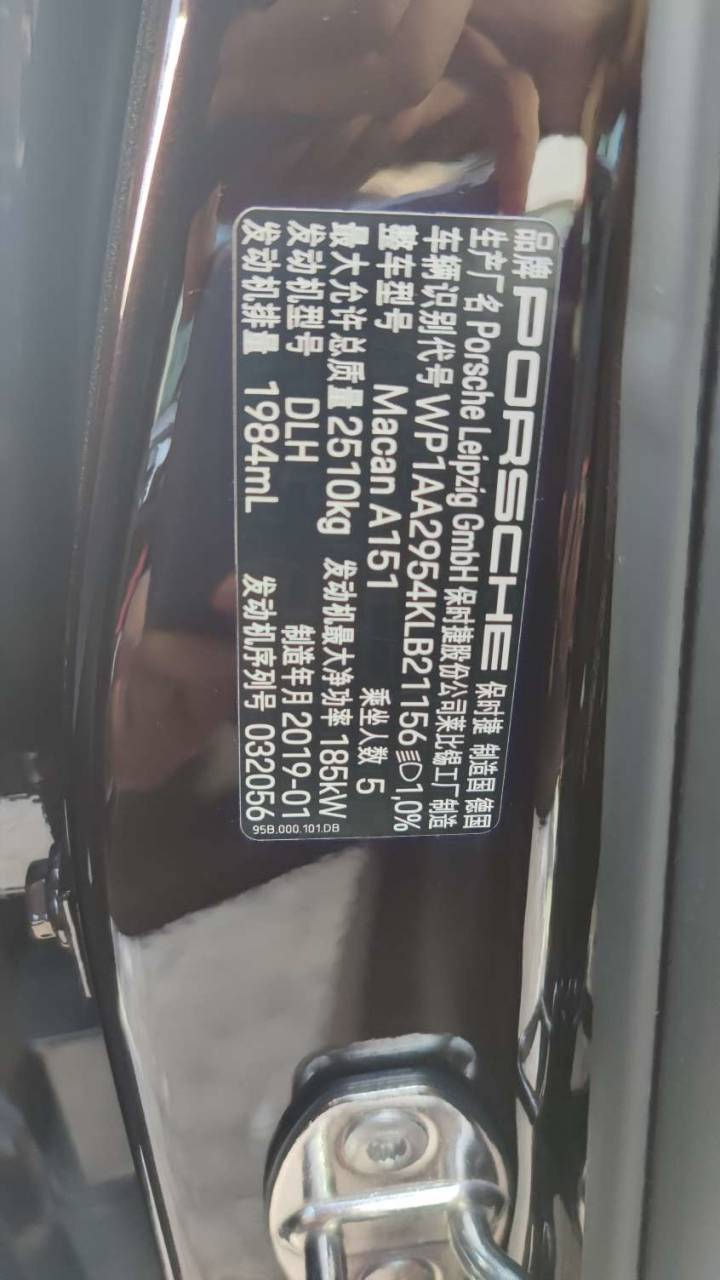 品牌 PORSCHE 保时捷 制造国 德国
生产厂名 Porsche Leipzig GmbH 保时捷股份公司莱比锡工厂制造
车辆识别代号 WP1AA2954KLB21156 1,0%
整车型号 Macan A151 乘坐人数 5
最大允许总质量 2510kg 发动机最大净功率 185kW
发动机型号 DLH 制造年月 2019-01
发动机排量 1984mL 发动机序列号 032056
95B.000.101.DB